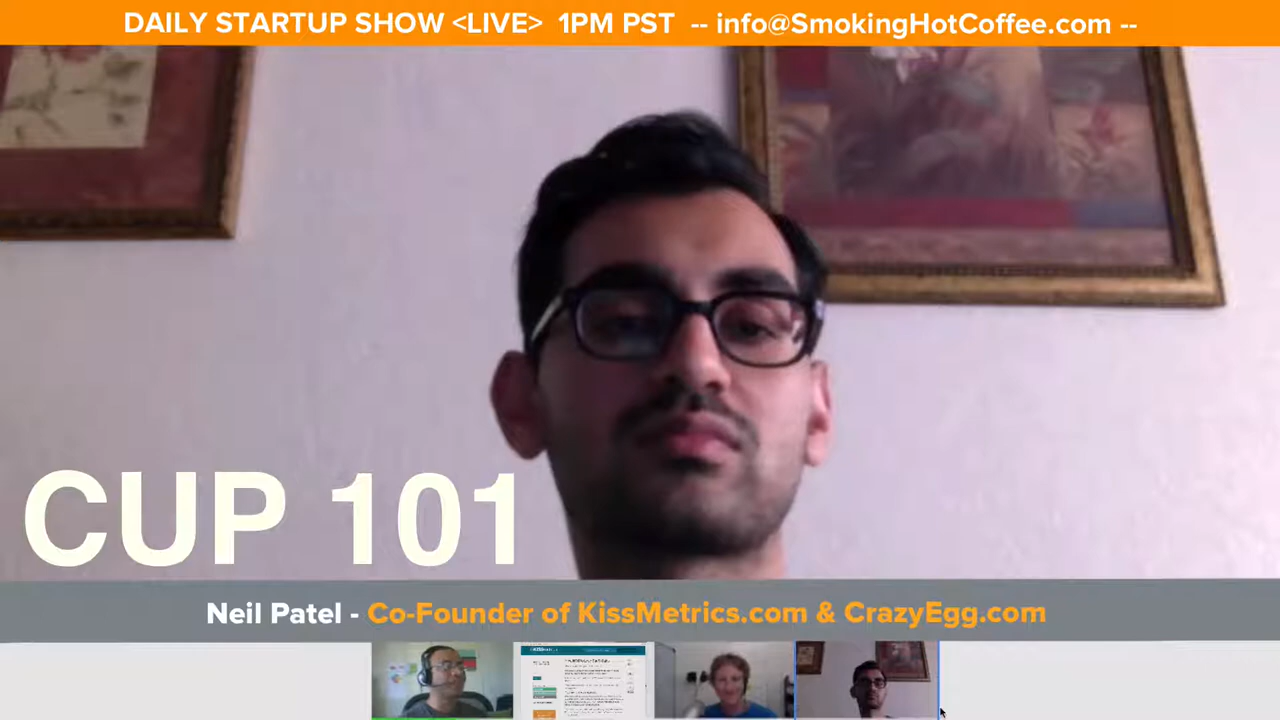 DAILY STARTUP SHOW <LIVE> 1PM PST -- info@SmokingHotCoffee.com --
CUP 101
Neil Patel - Co-Founder of KissMetrics.com & CrazyEgg.com